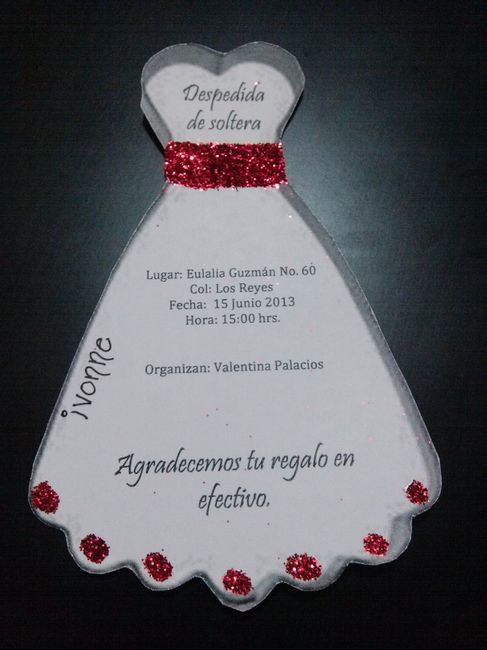 Despedida
de soltera
Lugar: Eulalia Guzmán No. 60
Col: Los Reyes
Fecha: 15 Junio 2013
Hora: 15:00 hrs.
Organizan: Valentina Palacios
ivonne
Agradecemos tu regalo en
efectivo.